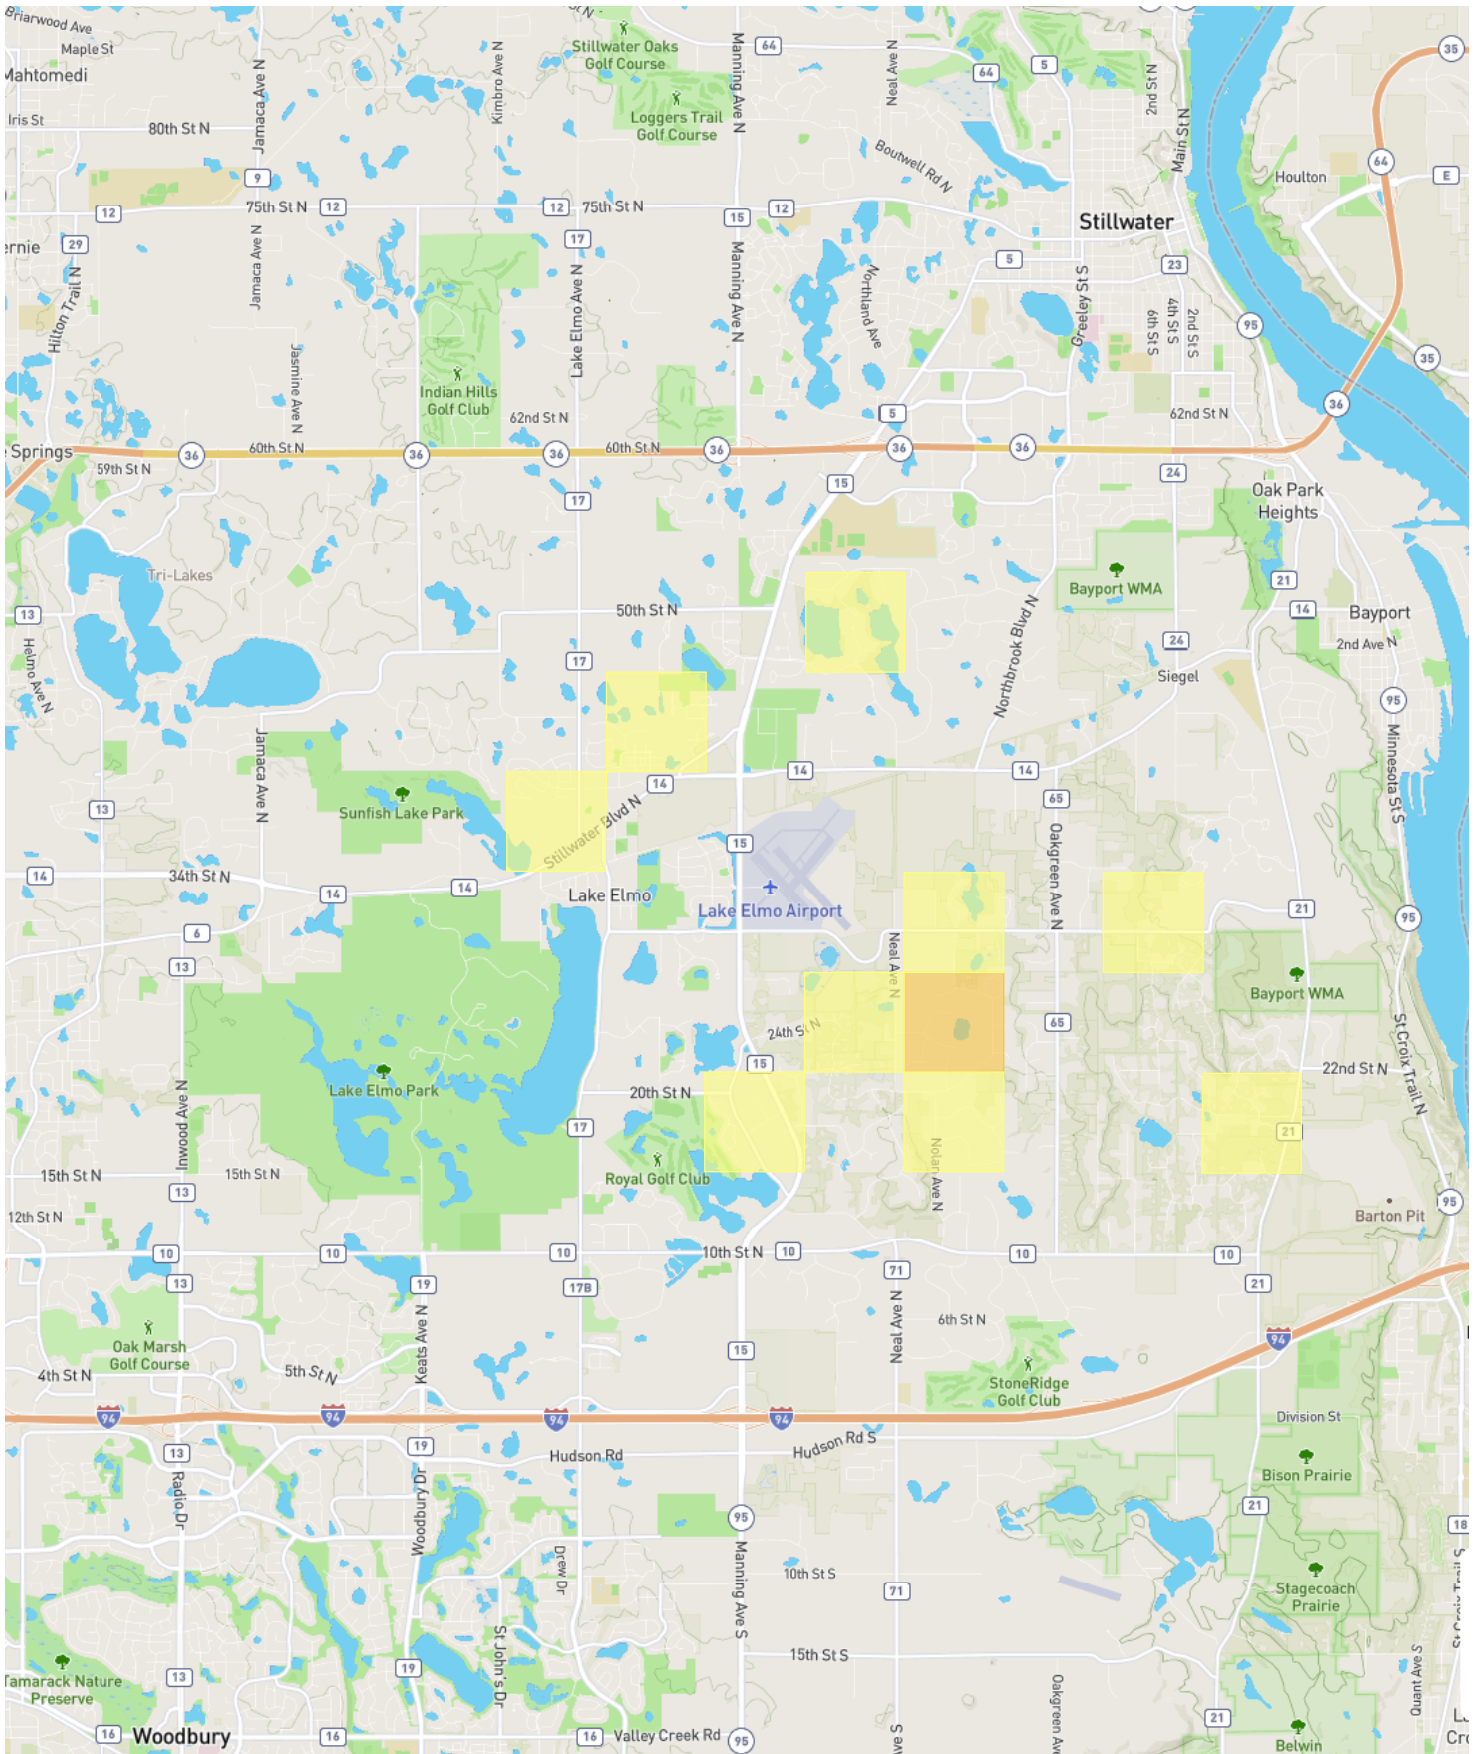 Briarwood Ave
Maple St
Mahtomedi
Iris St
80th St N
Jamaca Ave N
Kimbro Ave N
Stillwater Oaks
Golf Course
Loggers Trail
Golf Course
Manning Ave N
64
Neal Ave N
64
5
2nd St N
Main St N
35
64
E
Houlton
Boutwell Rd N
9
12
75th St N
12
12
75th St N
15
12
Stillwater
29
Hilton Trail N
Jamaca Ave N
17
Lake Elmo Ave N
Manning Ave N
Northland Ave
5
23
Greeley St S
4th St S
6th St S
2nd St S
95
35
Jasmine Ave N
Indian Hills
Golf Club
62nd St N
5
62nd St N
36
Springs
59th St N
36
60th St N
36
36
60th St N
36
36
36
17
15
24
Oak Park
Heights
Tri-Lakes
Bayport WMA
21
13
50th St N
14
Bayport
Helmo Ave N
17
Northbrook Blvd N
24
2nd Ave N
Siegel
95
Jamaca Ave N
14
14
14
65
Minnesota St S
13
Sunfish Lake Park
Stillwater Blvd N
15
Oakgreen Ave N
14
34th St N
14
14
Lake Elmo
Lake Elmo Airport
21
95
6
13
Neal Ave N
Bayport WMA
24th St N
65
St Croix Trail N
Lake Elmo Park
15
22nd St N
20th St N
Inwood Ave N
17
21
Nolan Ave N
15th St N
15th St N
Royal Golf Club
13
95
12th St N
Barton Pit
10
10
10
10th St N
10
10
10
13
19
17B
71
21
Keats Ave N
Neal Ave N
6th St N
Oak Marsh
Golf Course
15
94
4th St N
5th St N
StoneRidge
Golf Club
94
94
94
94
Division St
13
19
Hudson Rd
Hudson Rd S
Bison Prairie
Radio Dr
Woodbury Dr
95
21
18
Drew Dr
Manning Ave S
10th St S
71
Stagecoach
Prairie
St Croix Trail S
St John's Dr
15th St S
Tamarack Nature
Preserve
13
19
Oakgreen Ave
Quant Ave S
21
16
Woodbury
16
16
Valley Creek Rd
95
Belwin